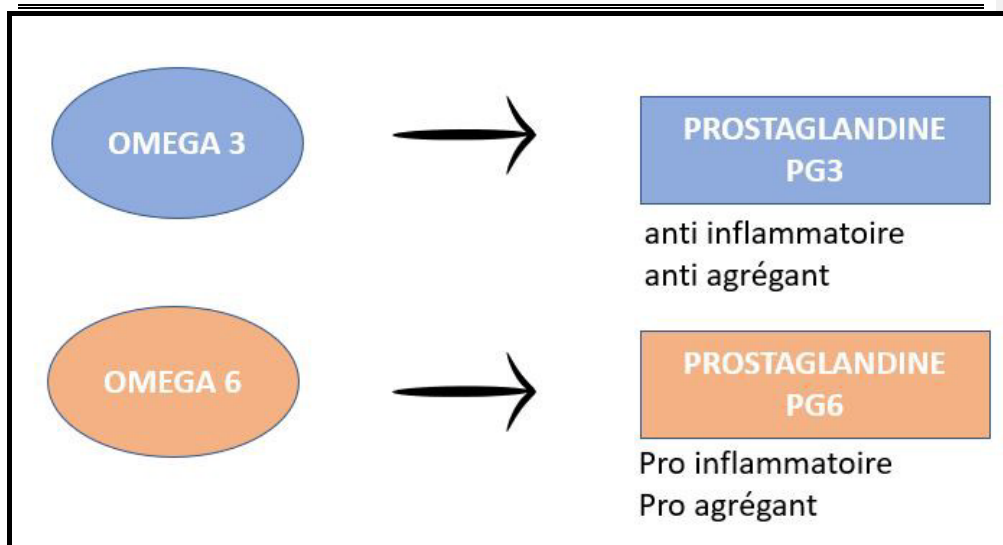 OMEGA 3
PROSTAGLANDINE
PG3
anti inflammatoire
anti agrégant
OMEGA 6
PROSTAGLANDINE
PG6
Pro inflammatoire
Pro agrégant